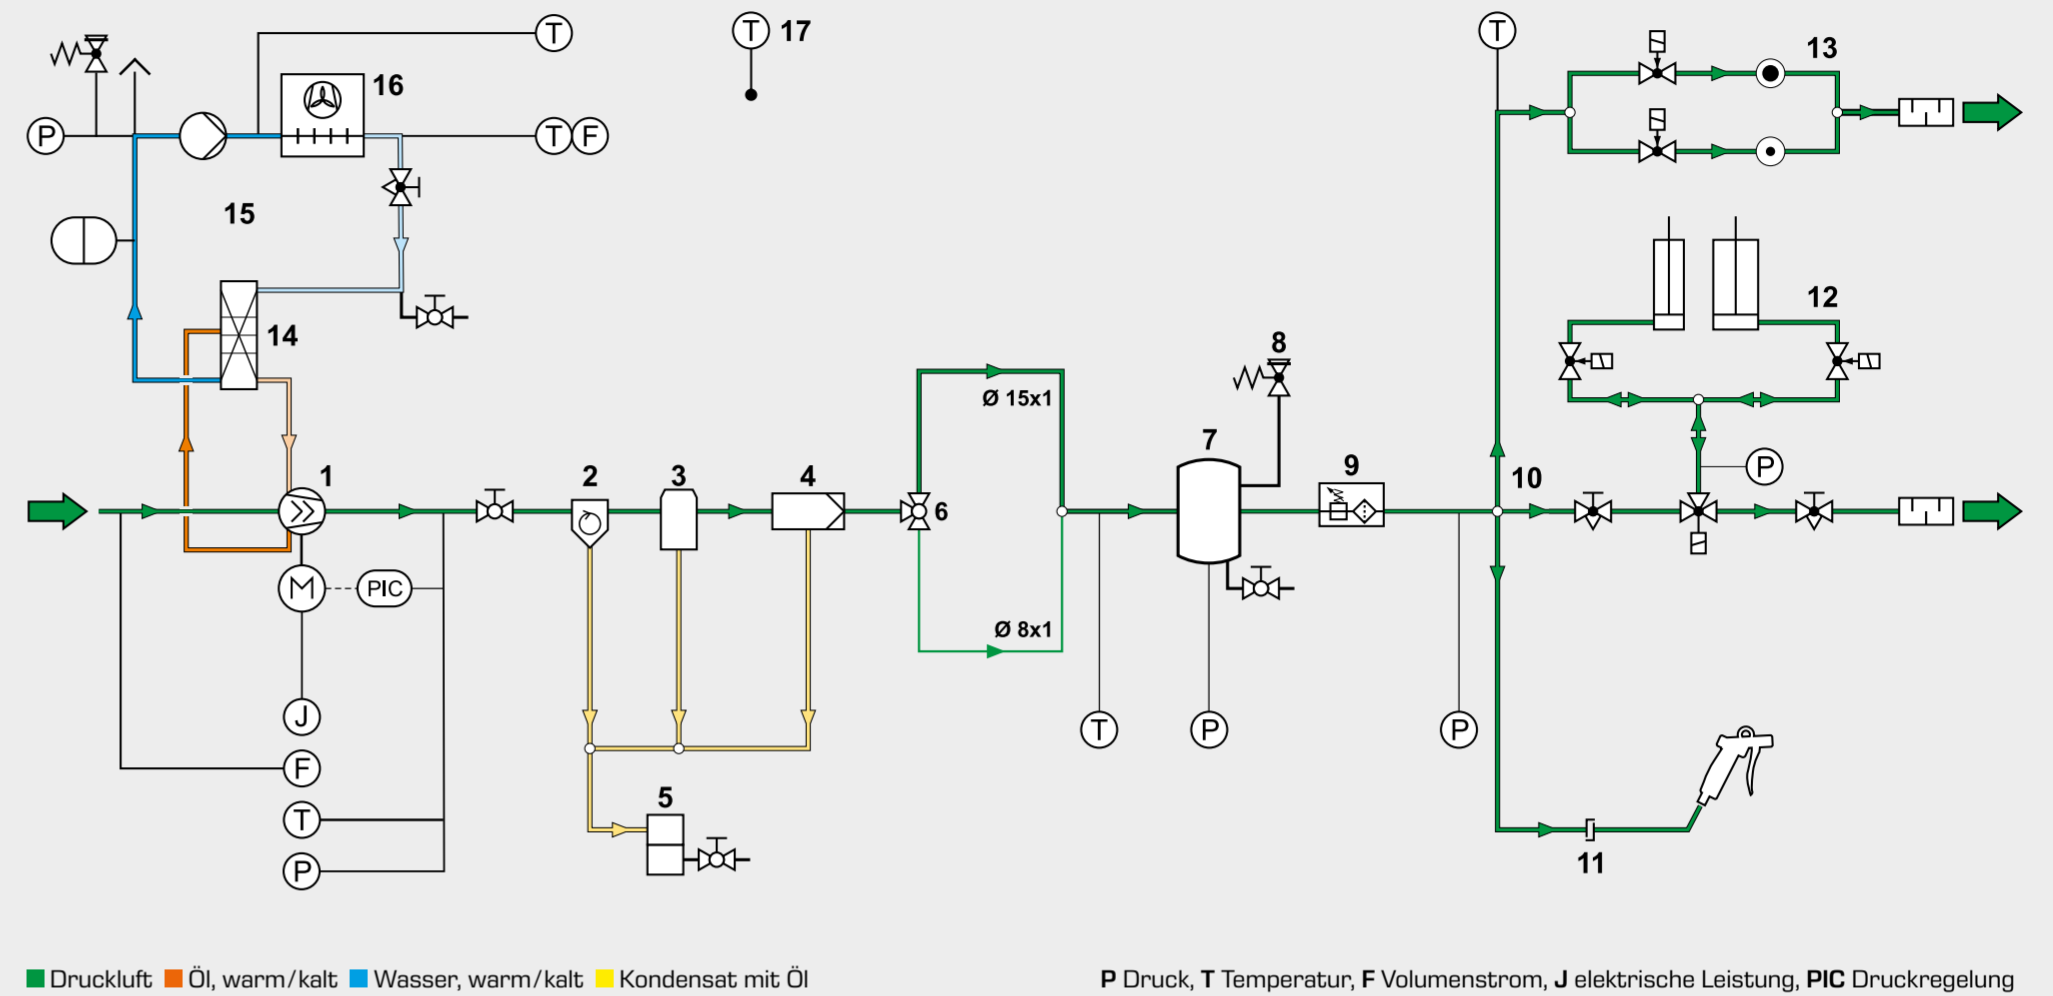 T
T 17
T
13
16
P
T F
15
12
14
8
7
Ø 15x1
P
1
2
3
4
9
10
6
M
PIC
Ø 8x1
J
T
P
P
F
5
T
11
P
Druckluft Öl, warm/kalt Wasser, warm/kalt Kondensat mit Öl
P Druck, T Temperatur, F Volumenstrom, J elektrische Leistung, PIC Druckregelung